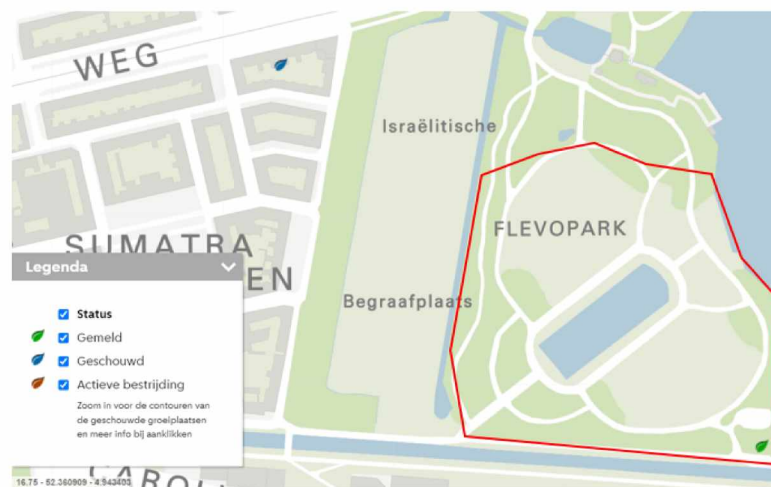 WEG
Israëlitische
FLEVOPARK
SUMATRA
EN
Begraafplaats
Legenda
Status
Gemeld
Geschouwd
Actieve bestrijding
Zoom in voor de contouren van
de geschouwde groeiplaatsen
en meer info bij aanklikken
16.75 - 52.360909 - 4.943403